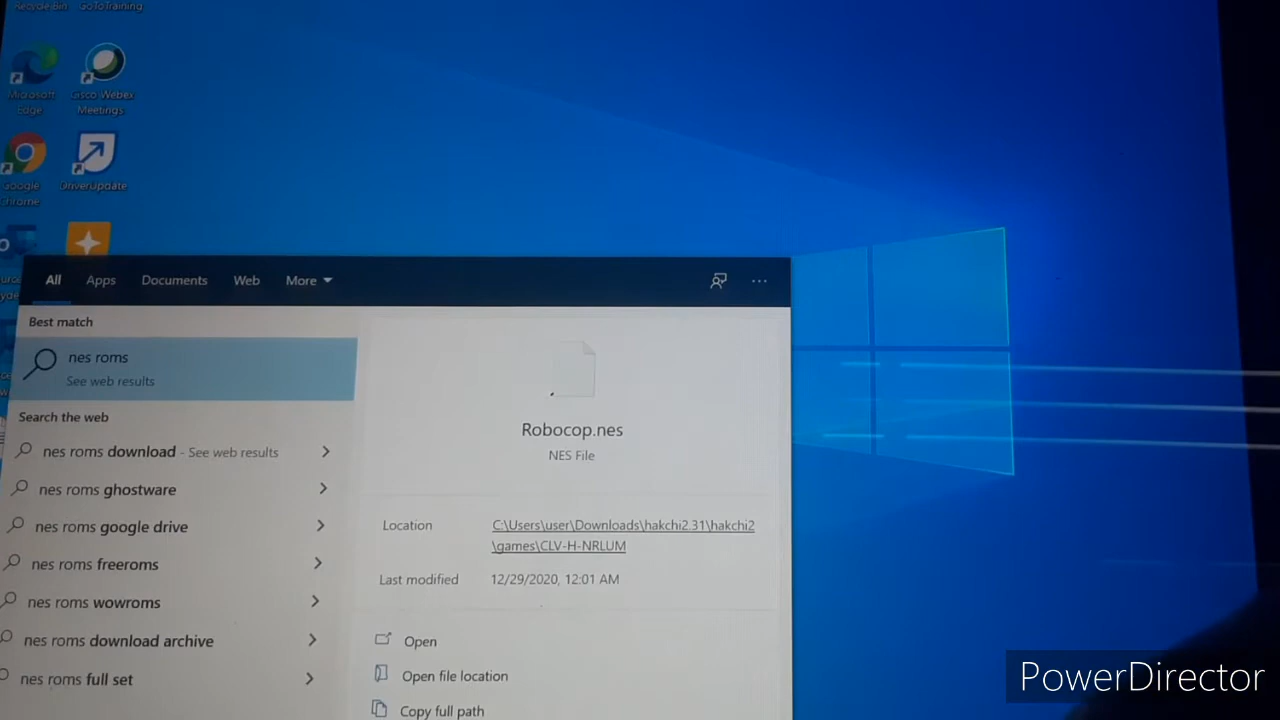 Recycle Bin
GoToTraining
Microsoft
Edge
Cisco Webex
Meetings
Google
Chrome
DriverUpdate
All
Apps
Documents
Web
More
Best match
nes roms
See web results
Search the web
nes roms download - See web results
nes roms ghostware
nes roms google drive
nes roms freeroms
nes roms wowroms
nes roms download archive
nes roms full set
Robocop.nes
NES File
Location
C:\Users\user\Downloads\hakchi2.31\hakchi2
\games\CLV-H-NRLUM
Last modified
12/29/2020, 12:01 AM
Open
Open file location
Copy full path
PowerDirector